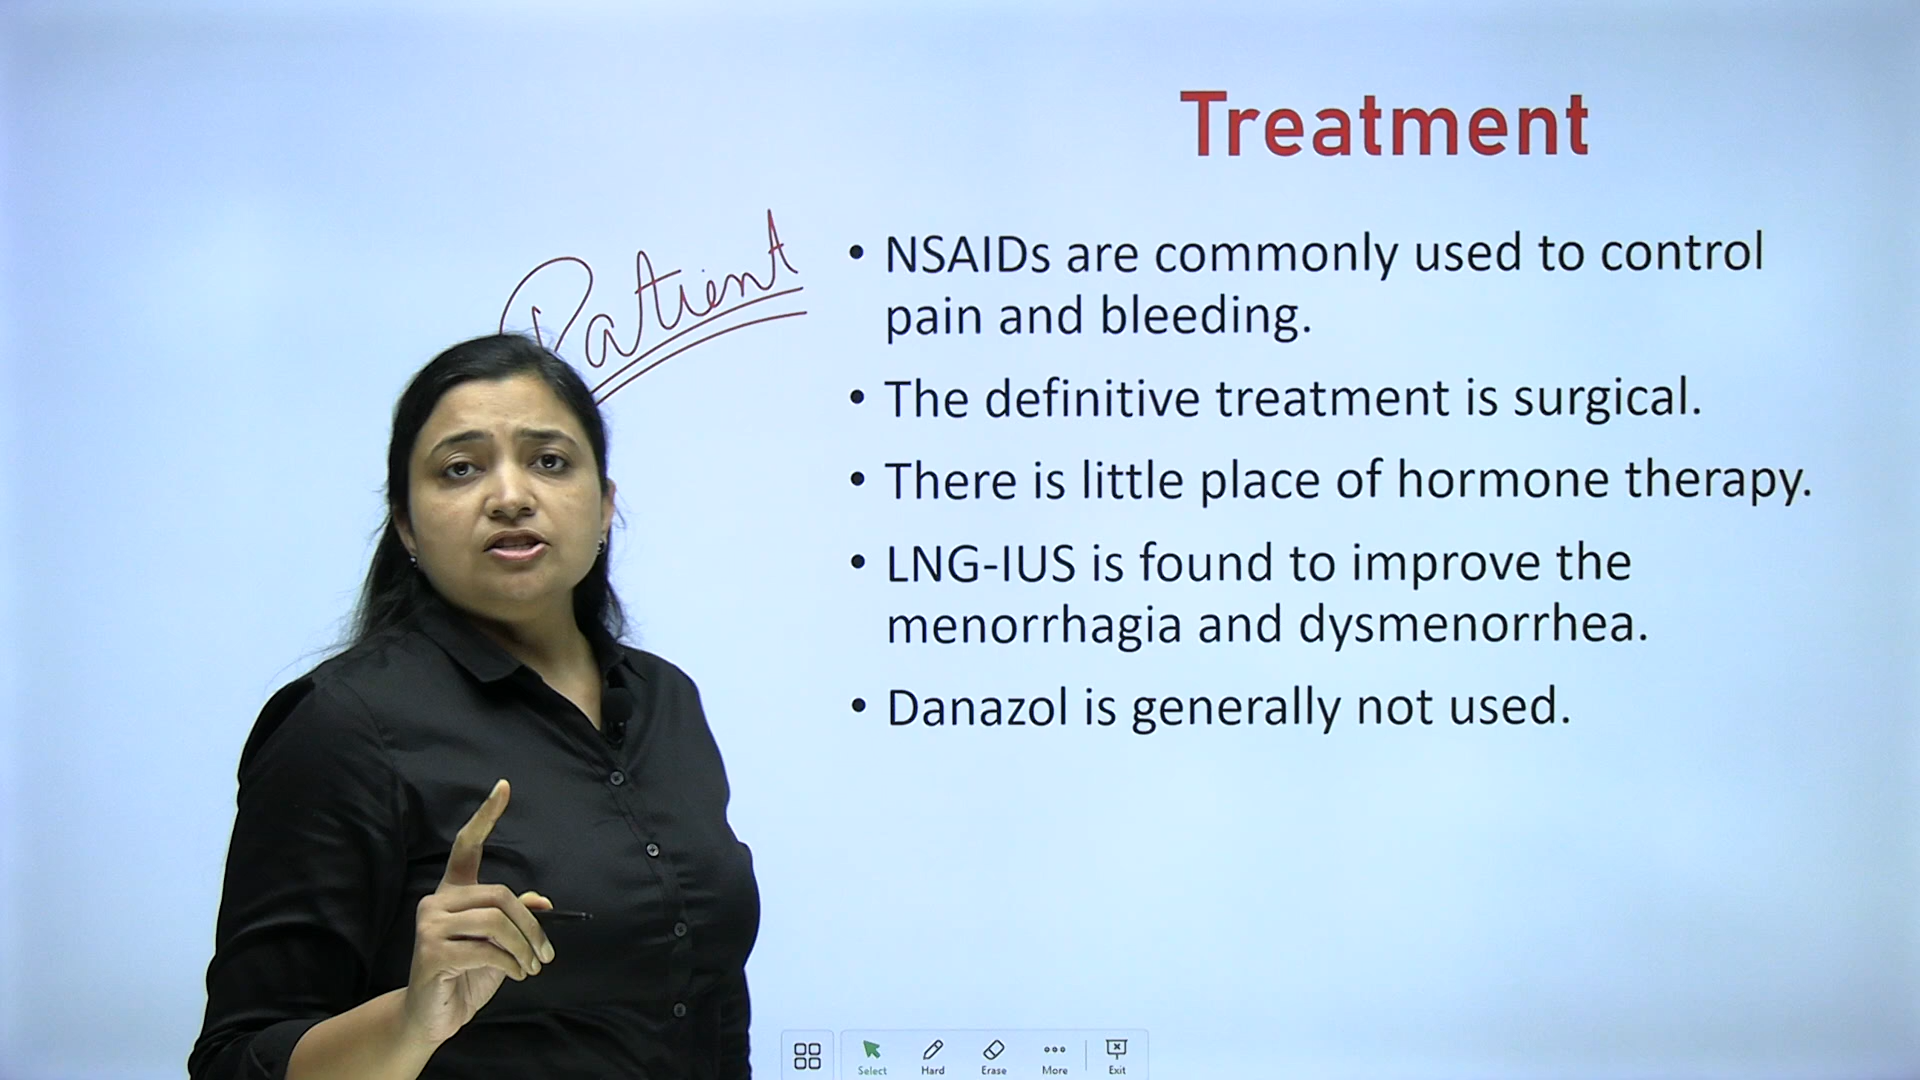 Treatment
Patient
• NSAIDs are commonly used to control
pain and bleeding.
• The definitive treatment is surgical.
• There is little place of hormone therapy.
• LNG-IUS is found to improve the
menorrhagia and dysmenorrhea.
• Danazol is generally not used.
Select Hard Erase More Exit